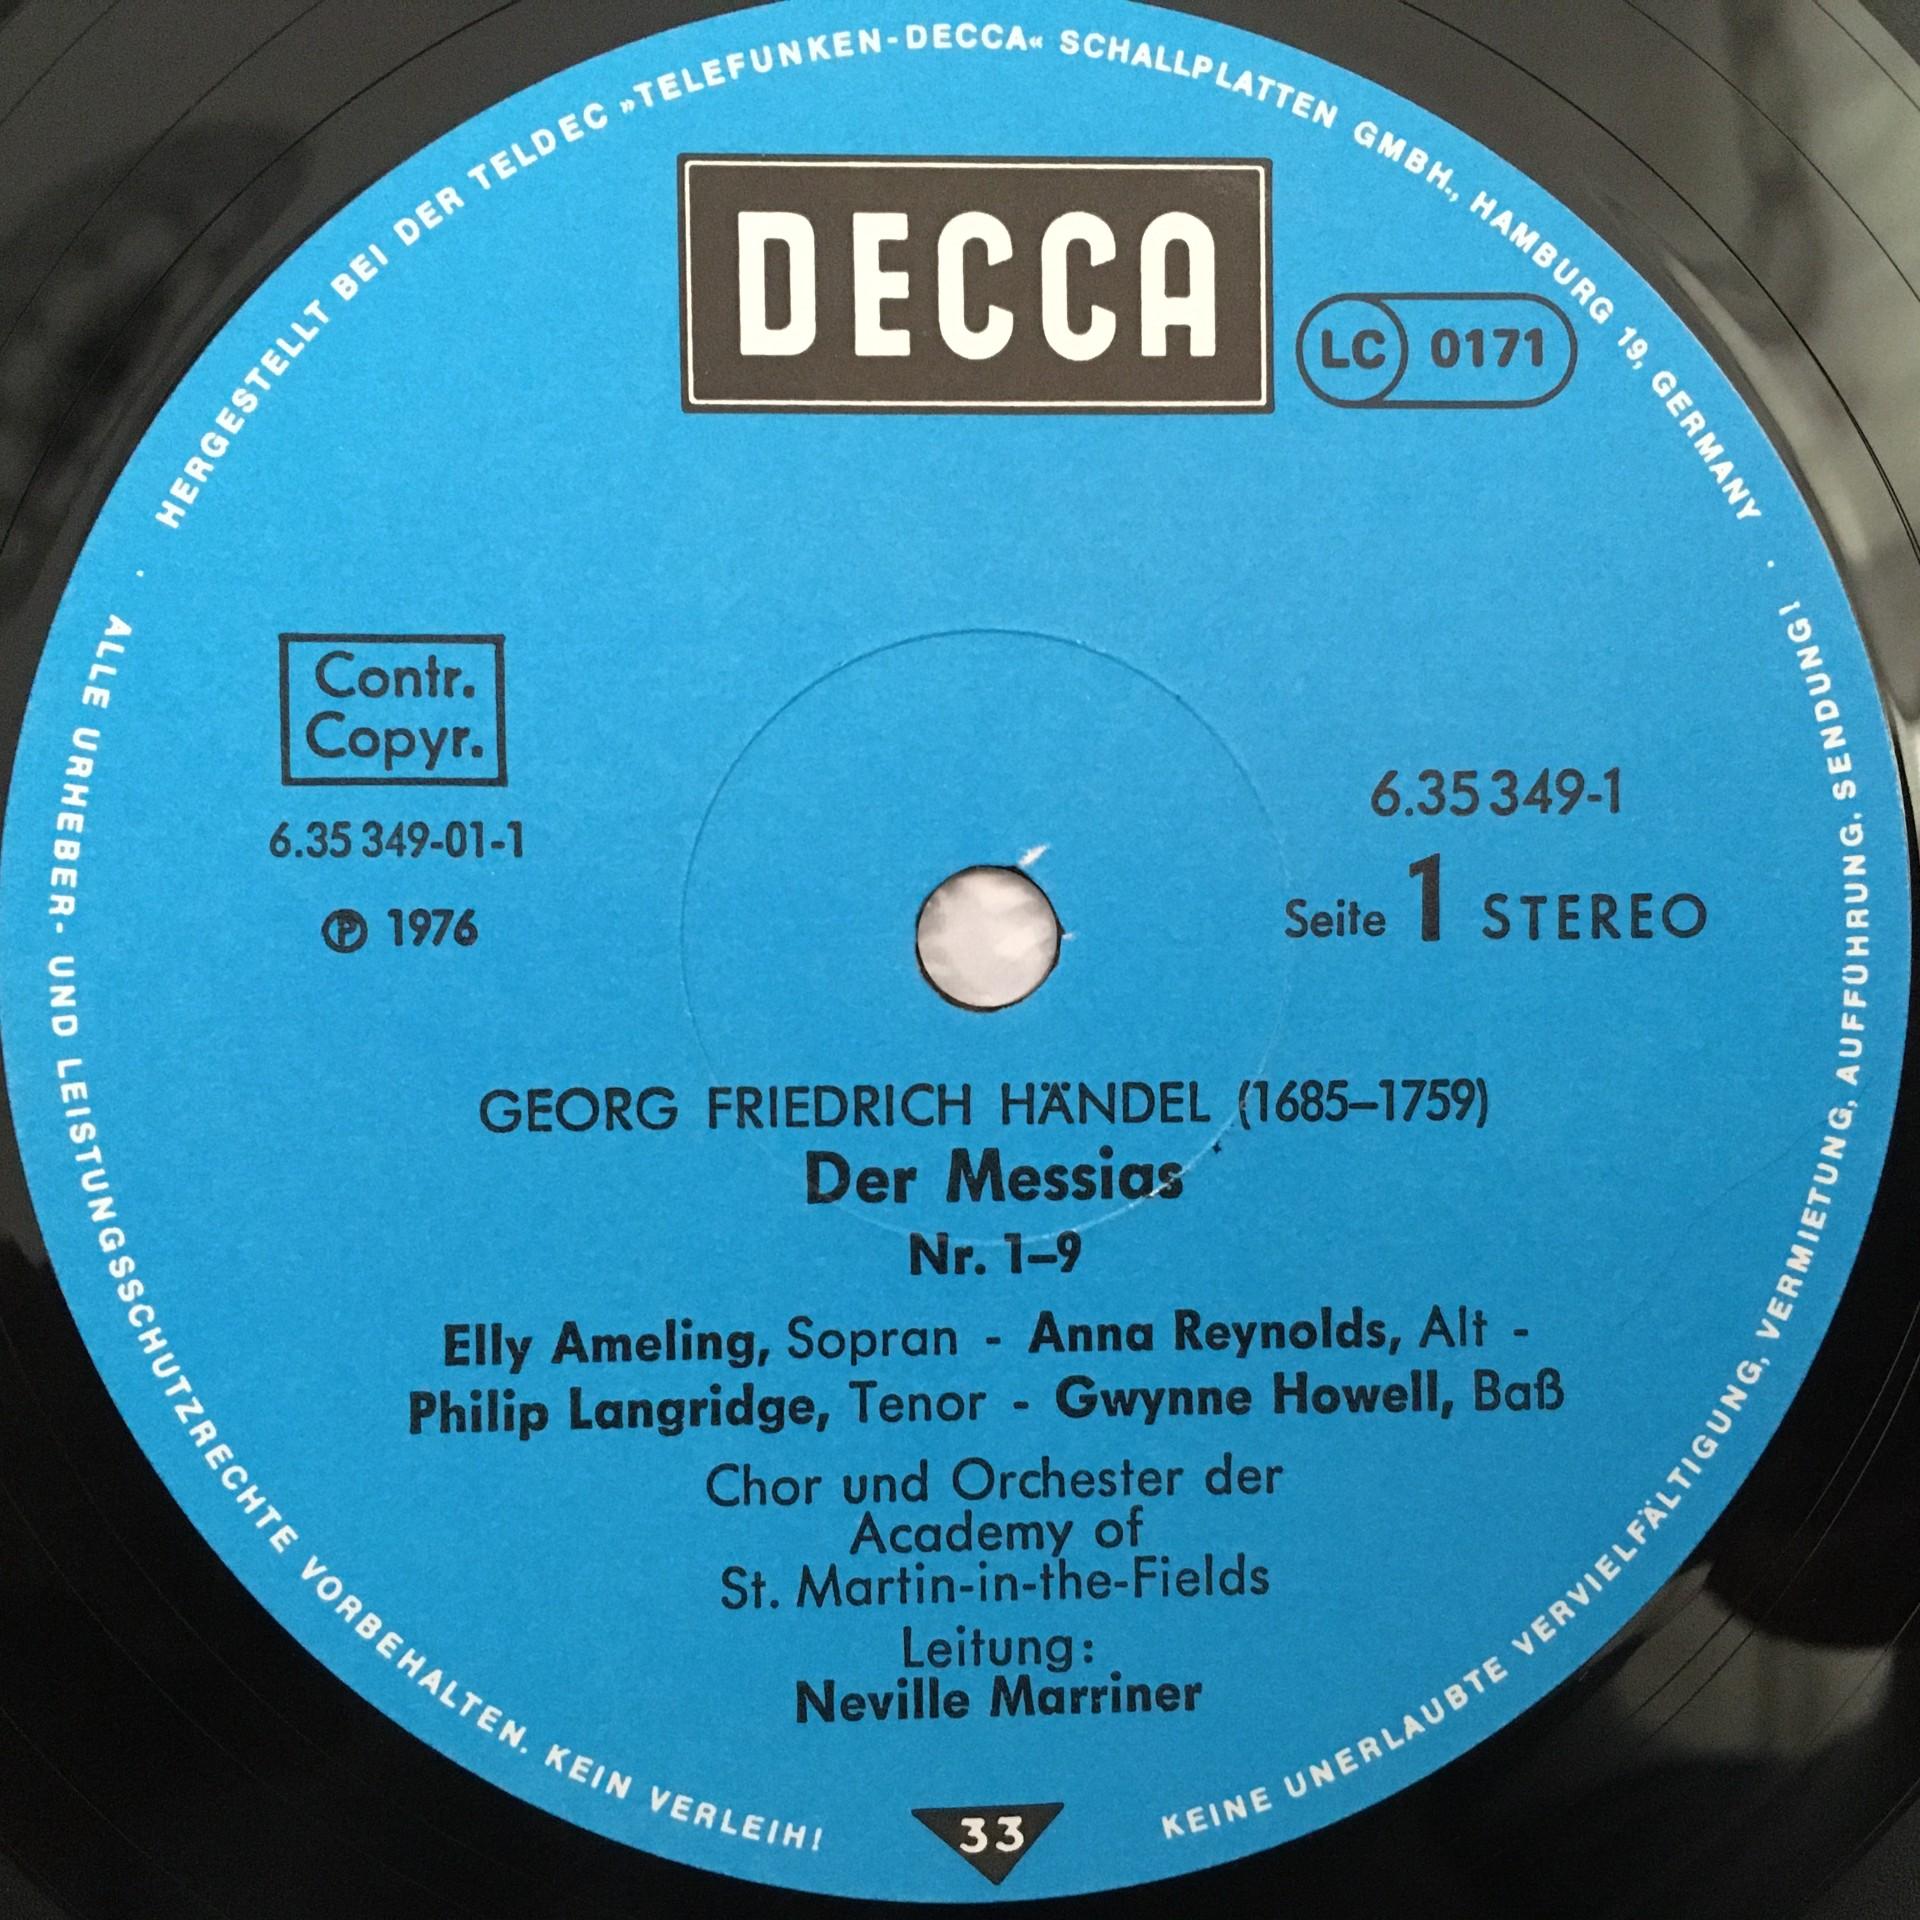 HERGESTELLT BEI DER TELDEC »TELEFUNKEN-DECCA« SCHALLPLATTEN GMBH., HAMBURG 19, GERMANY ·
DECCA
LC 0171
Contr.
Copyr.
6.35 349-01-1
℗ 1976
6.35 349-1
Seite 1 STEREO
GEORG FRIEDRICH HÄNDEL (1685–1759)
Der Messias
Nr. 1–9
Elly Ameling, Sopran - Anna Reynolds, Alt -
Philip Langridge, Tenor - Gwynne Howell, Baß
Chor und Orchester der
Academy of
St. Martin-in-the-Fields
Leitung:
Neville Marriner
33
· ALLE URHEBER- UND LEISTUNGSSCHUTZRECHTE VORBEHALTEN. KEIN VERLEIH!
KEINE UNERLAUBTE VERVIELFÄLTIGUNG, VERMIETUNG, AUFFÜHRUNG, SENDUNG!